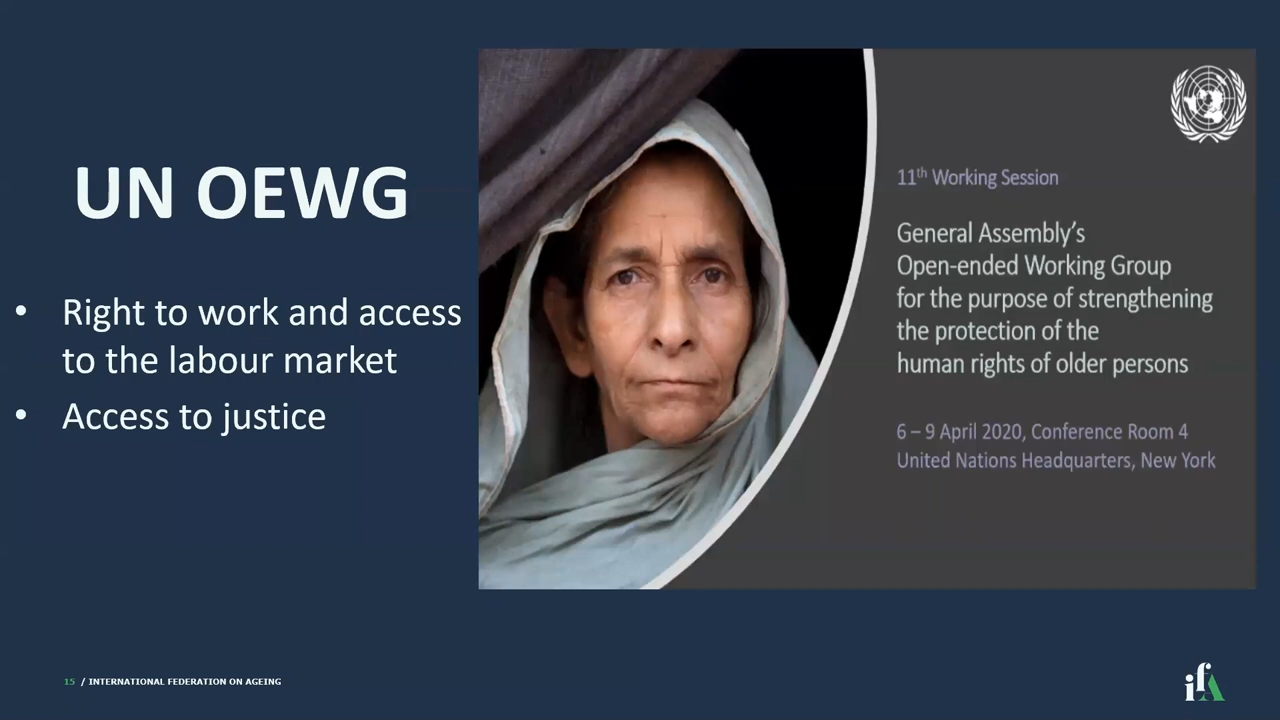 UN OEWG
• Right to work and access
to the labour market
• Access to justice
11th Working Session
General Assembly's
Open-ended Working Group
for the purpose of strengthening
the protection of the
human rights of older persons
6 – 9 April 2020, Conference Room 4
United Nations Headquarters, New York
15 / INTERNATIONAL FEDERATION ON AGEING
ifA